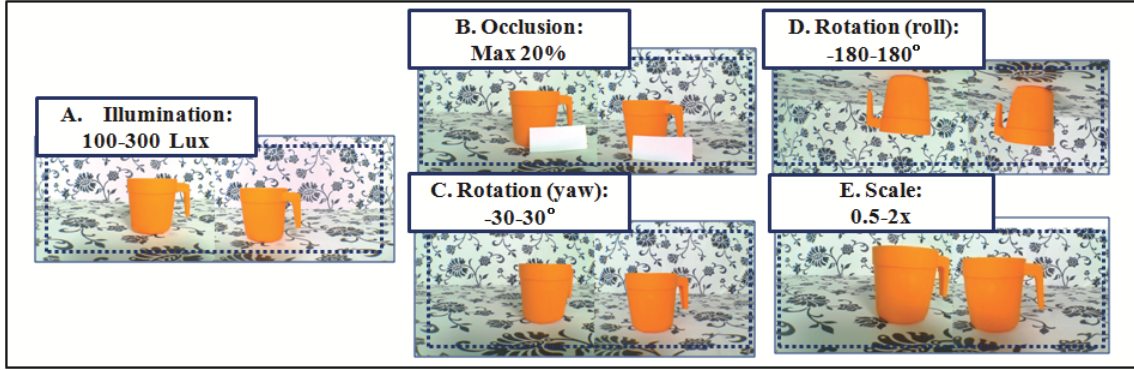 A. Illumination:
100-300 Lux
B. Occlusion:
Max 20%
C. Rotation (yaw):
-30-30°
D. Rotation (roll):
-180-180°
E. Scale:
0.5-2x